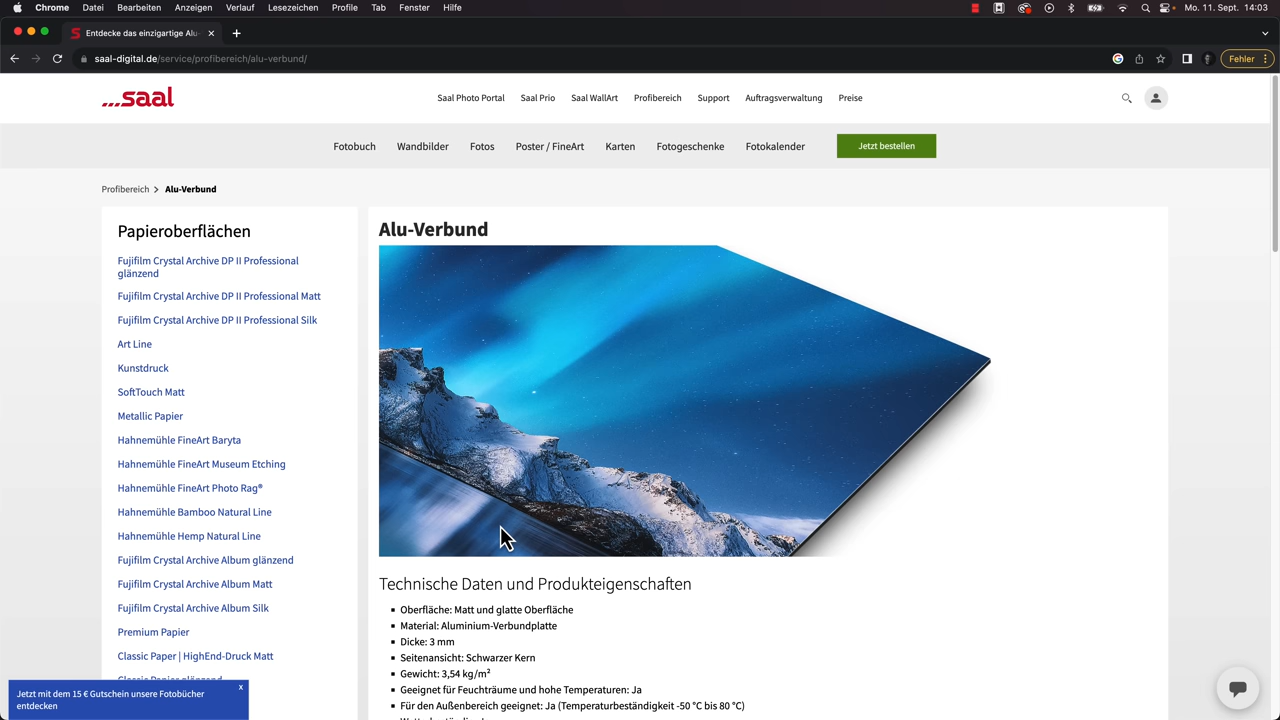 Chrome Datei Bearbeiten Anzeigen Verlauf Lesezeichen Profile Tab Fenster Hilfe Mo. 11. Sept. 14:03
Entdecke das einzigartige Alu-
saal-digital.de/service/profibereich/alu-verbund/ Fehler
...saal
Saal Photo Portal Saal Prio Saal WallArt Profibereich Support Auftragsverwaltung Preise
Fotobuch Wandbilder Fotos Poster / FineArt Karten Fotogeschenke Fotokalender Jetzt bestellen
Profibereich > Alu-Verbund
Papieroberflächen
Fujifilm Crystal Archive DP II Professional
glänzend
Fujifilm Crystal Archive DP II Professional Matt
Fujifilm Crystal Archive DP II Professional Silk
Art Line
Kunstdruck
SoftTouch Matt
Metallic Papier
Hahnemühle FineArt Baryta
Hahnemühle FineArt Museum Etching
Hahnemühle FineArt Photo Rag®
Hahnemühle Bamboo Natural Line
Hahnemühle Hemp Natural Line
Fujifilm Crystal Archive Album glänzend
Fujifilm Crystal Archive Album Matt
Fujifilm Crystal Archive Album Silk
Premium Papier
Classic Paper | HighEnd-Druck Matt
Jetzt mit dem 15 € Gutschein unsere Fotobücher
entdecken
x
Alu-Verbund
Technische Daten und Produkteigenschaften
Oberfläche: Matt und glatte Oberfläche
Material: Aluminium-Verbundplatte
Dicke: 3 mm
Seitenansicht: Schwarzer Kern
Gewicht: 3,54 kg/m²
Geeignet für Feuchträume und hohe Temperaturen: Ja
Für den Außenbereich geeignet: Ja (Temperaturbeständigkeit -50 °C bis 80 °C)